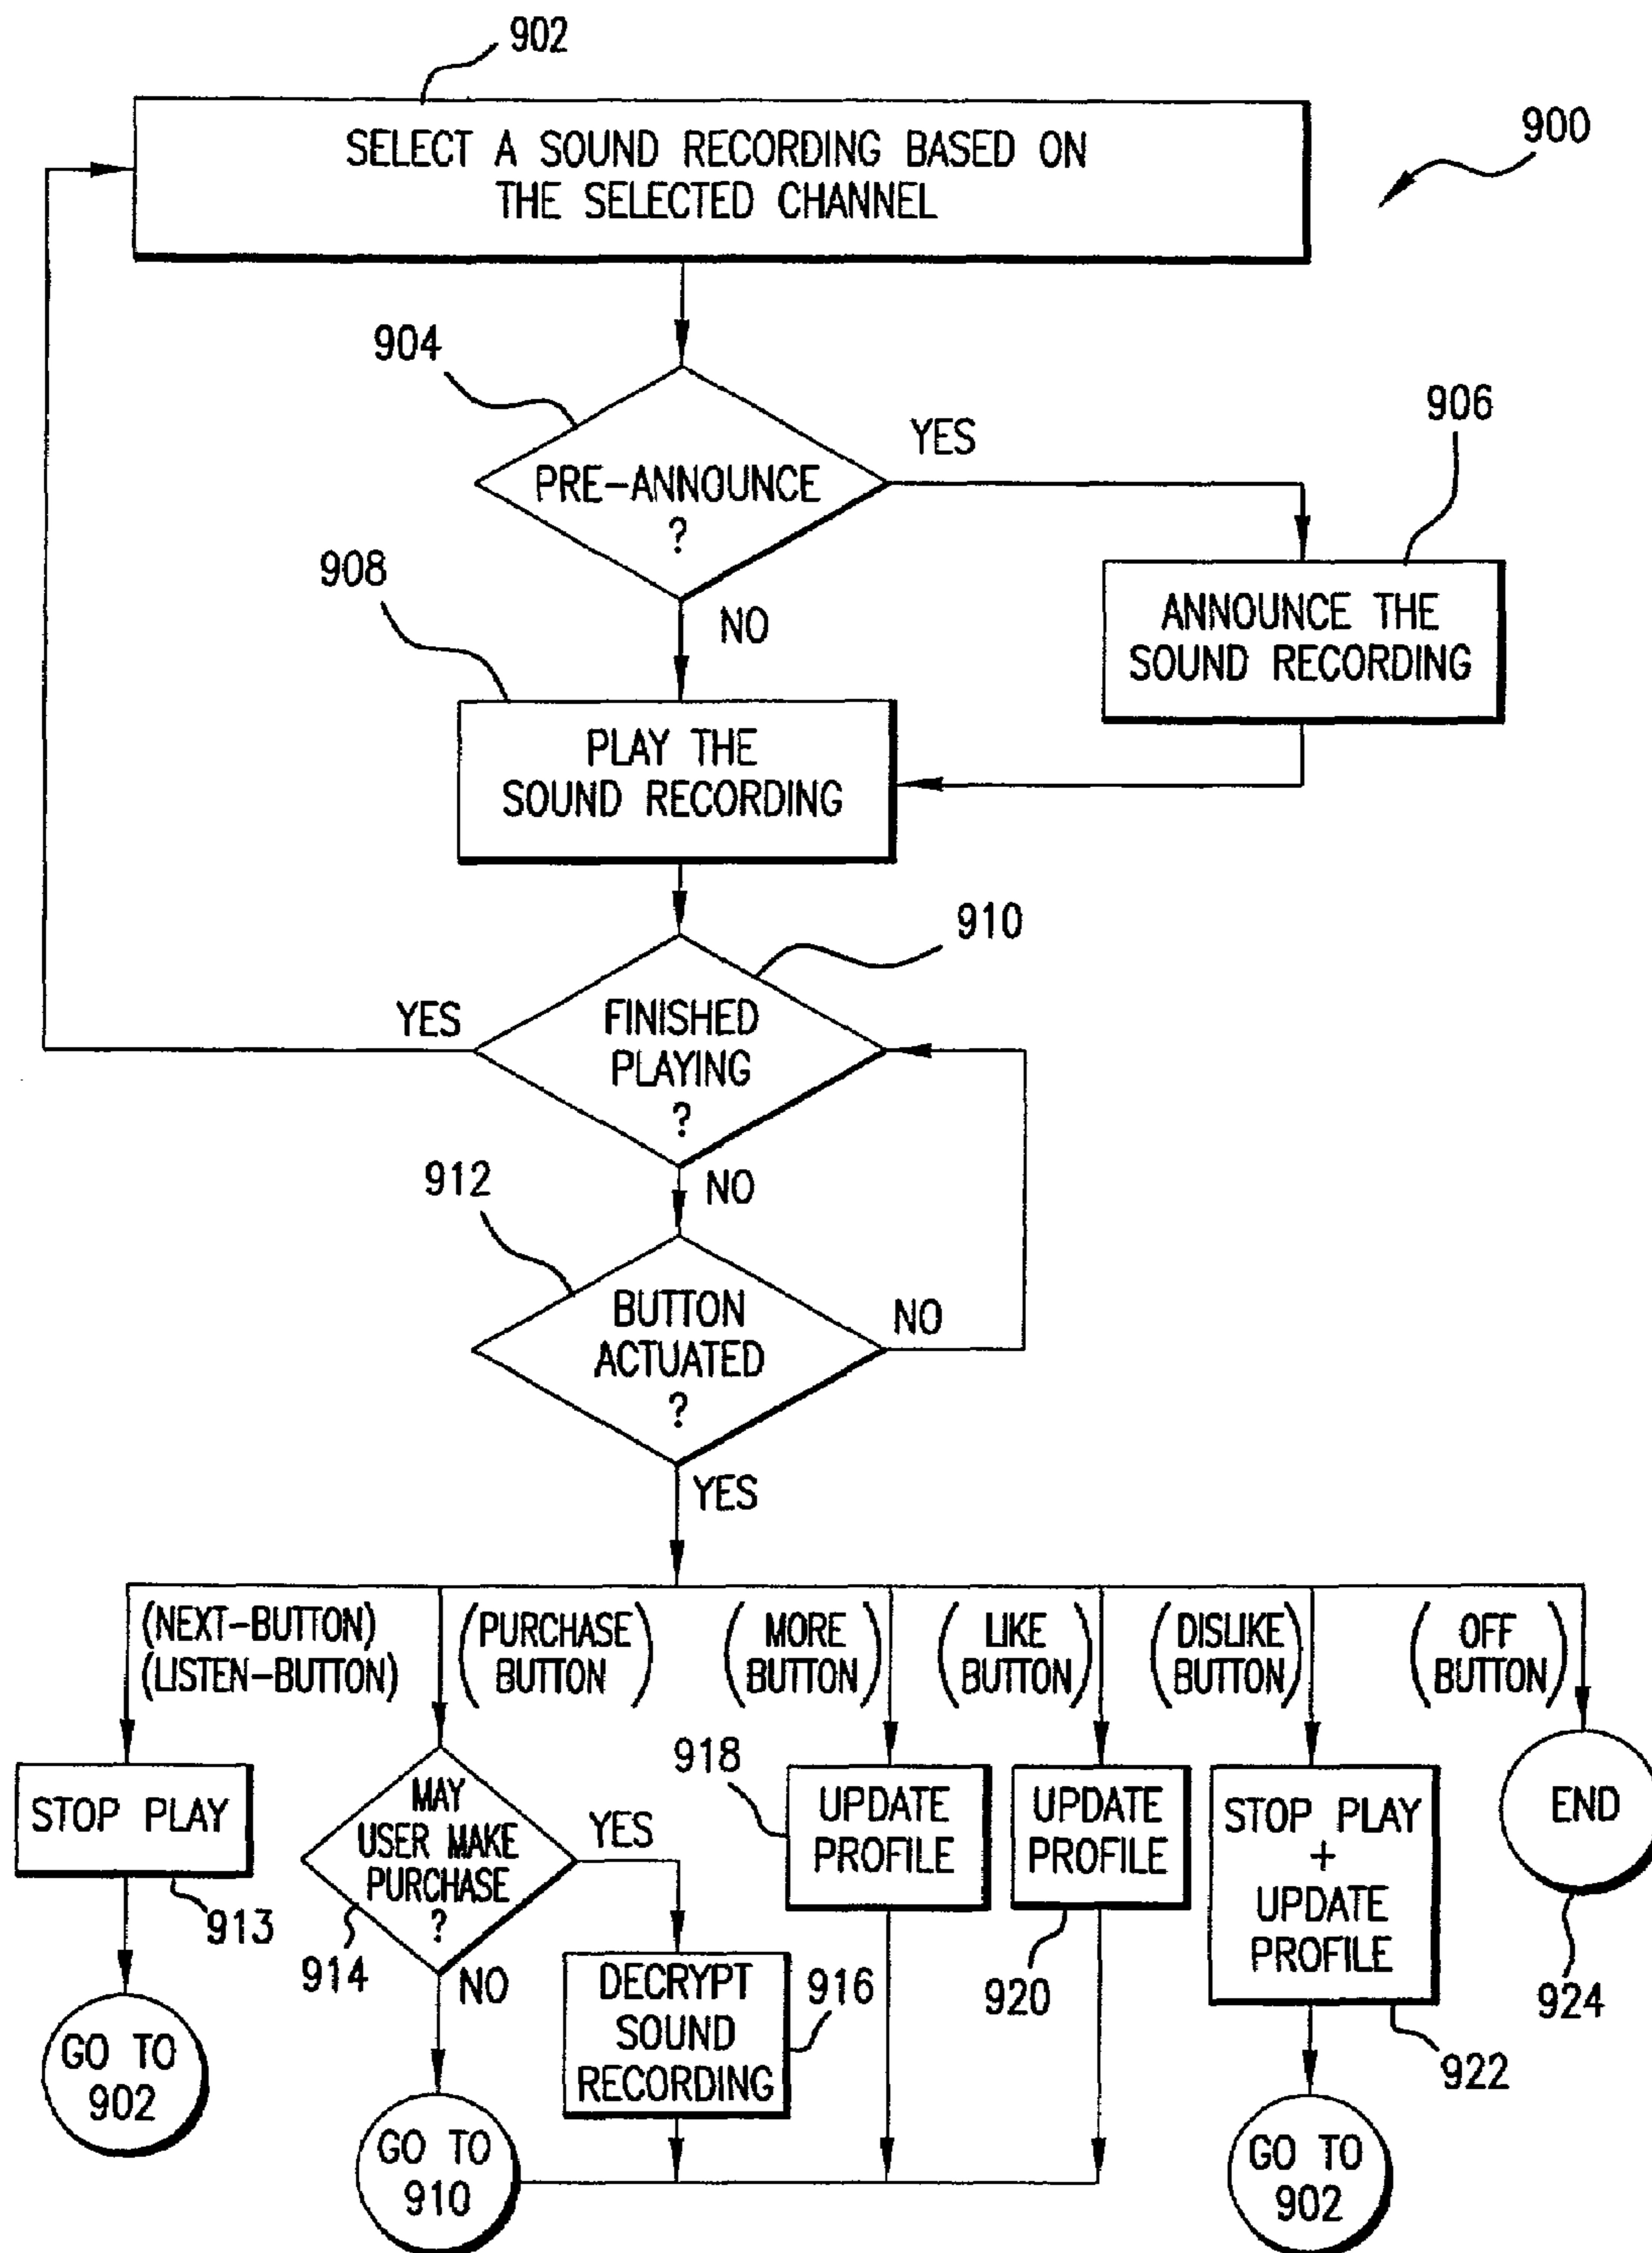 902
900
SELECT A SOUND RECORDING BASED ON
THE SELECTED CHANNEL
904
PRE-ANNOUNCE
?
YES
NO
906
ANNOUNCE THE
SOUND RECORDING
908
PLAY THE
SOUND RECORDING
910
FINISHED
PLAYING
?
YES
NO
912
BUTTON
ACTUATED
?
NO
YES
(NEXT-BUTTON)
(LISTEN-BUTTON)
(PURCHASE
BUTTON)
(MORE
BUTTON)
(LIKE
BUTTON)
(DISLIKE
BUTTON)
(OFF
BUTTON)
STOP PLAY
913
GO TO
902
MAY
USER MAKE
PURCHASE
?
914
YES
NO
GO TO
910
DECRYPT
SOUND
RECORDING
916
918
UPDATE
PROFILE
UPDATE
PROFILE
920
STOP PLAY
+
UPDATE
PROFILE
922
GO TO
902
END
924